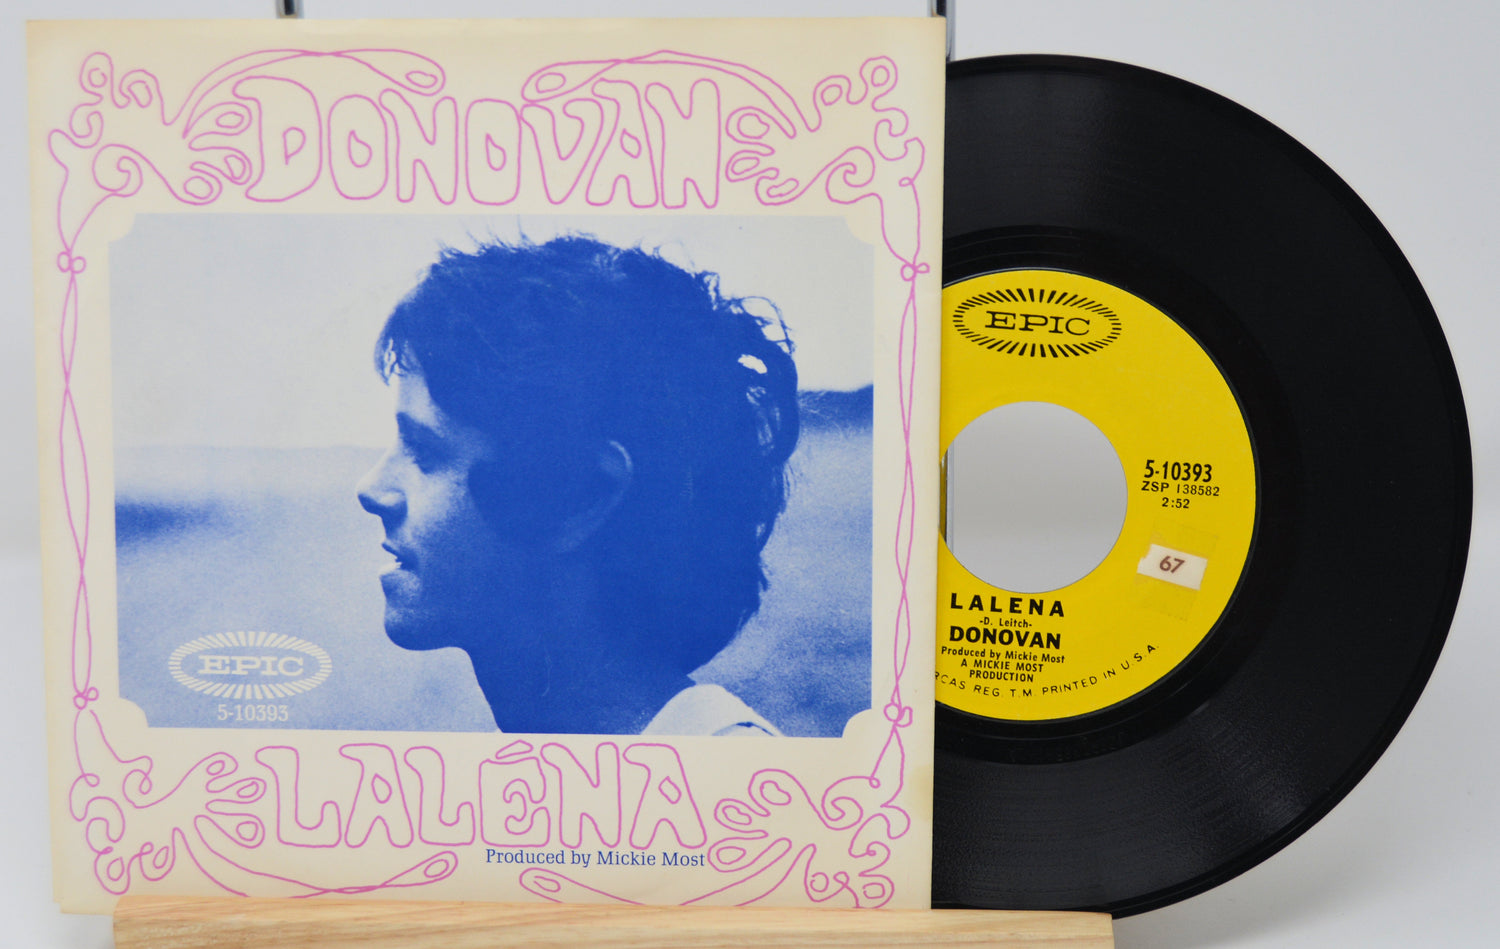 DONOVAN
EPIC
5-10393
LALÉNA
Produced by Mickie Most
EPIC
5-10393
ZSP 138582
2:52
67
LALENA
-D. Leitch-
DONOVAN
Produced by Mickie Most
A MICKIE MOST
PRODUCTION
REG. T.M. PRINTED IN U.S.A.